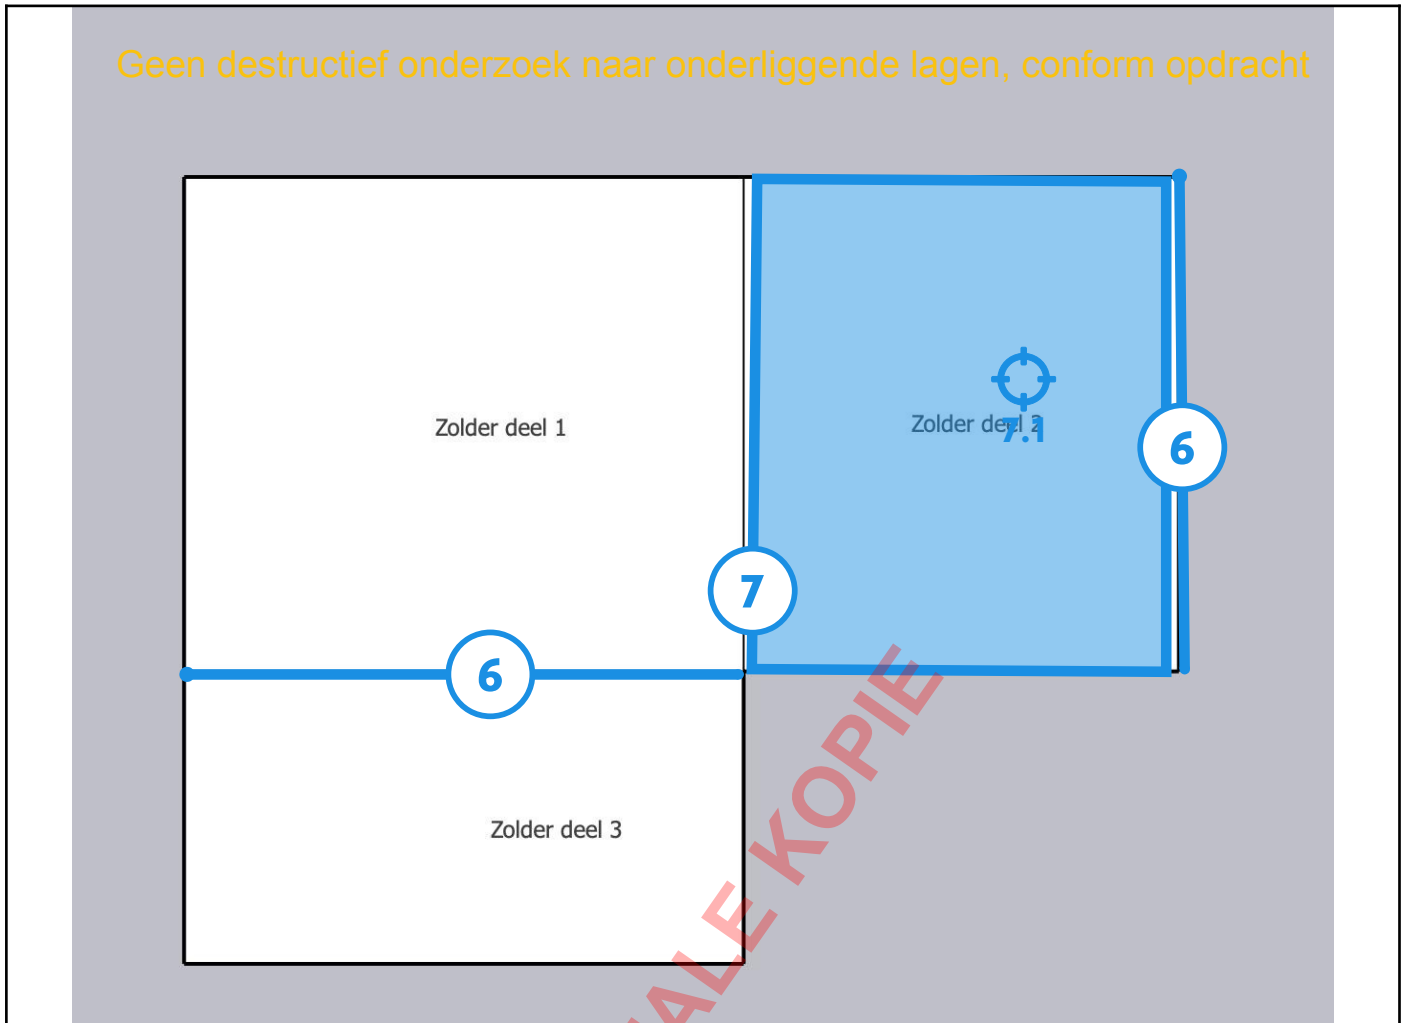 Geen destructief onderzoek naar onderliggende lagen, conform opdracht
Zolder deel 1
Zolder deel 2
7.1
6
7
6
Zolder deel 3
KOPIE